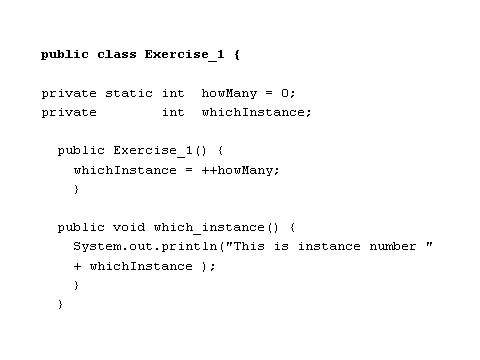 public class Exercise_1 {
private static int  howMany = 0;
private        int  whichInstance;
  public Exercise_1() {
    whichInstance = ++howMany;
    }
  public void which_instance() {
    System.out.println("This is instance number "
    + whichInstance );
    }
  }